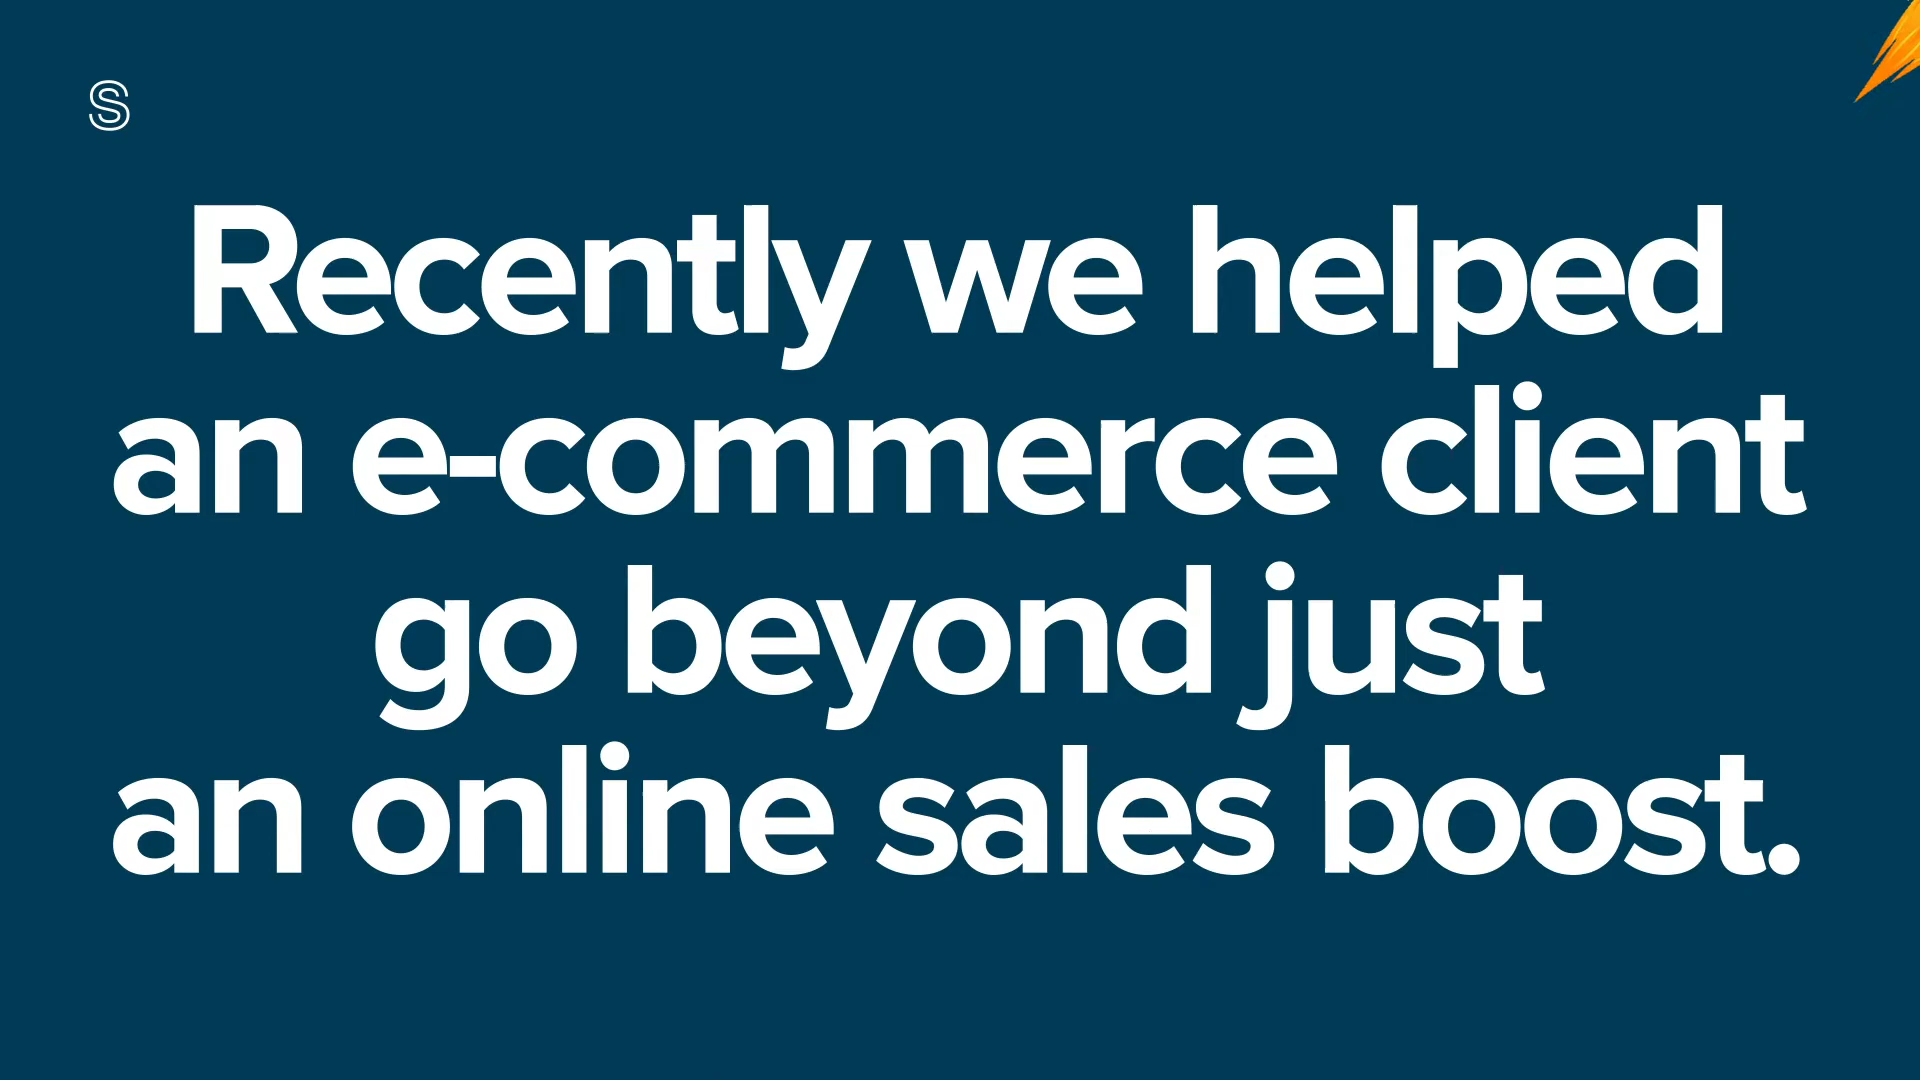 S
Recently we helped
an e-commerce client
go beyond just
an online sales boost.